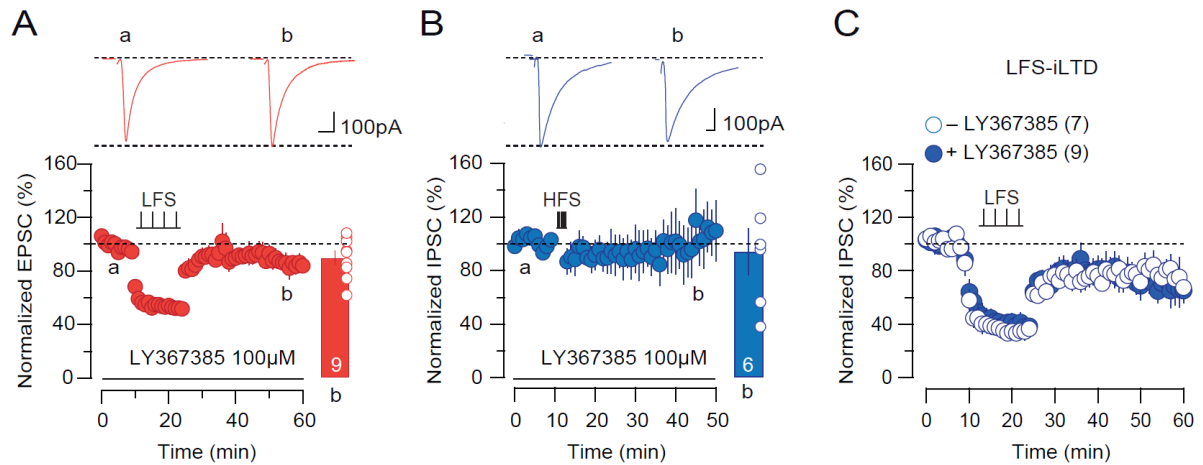 A
a
b
100pA
Normalized EPSC (%)
160
120
80
40
0
LFS
a
b
LY367385 100µM
9
b
0
20
40
60
Time (min)
B
a
b
100pA
Normalized IPSC (%)
160
120
80
40
0
HFS
a
b
LY367385 100µM
6
b
0
10
20
30
40
50
Time (min)
C
LFS-iLTD
– LY367385 (7)
+ LY367385 (9)
Normalized IPSC (%)
160
120
80
40
0
LFS
0
10
20
30
40
50
60
Time (min)